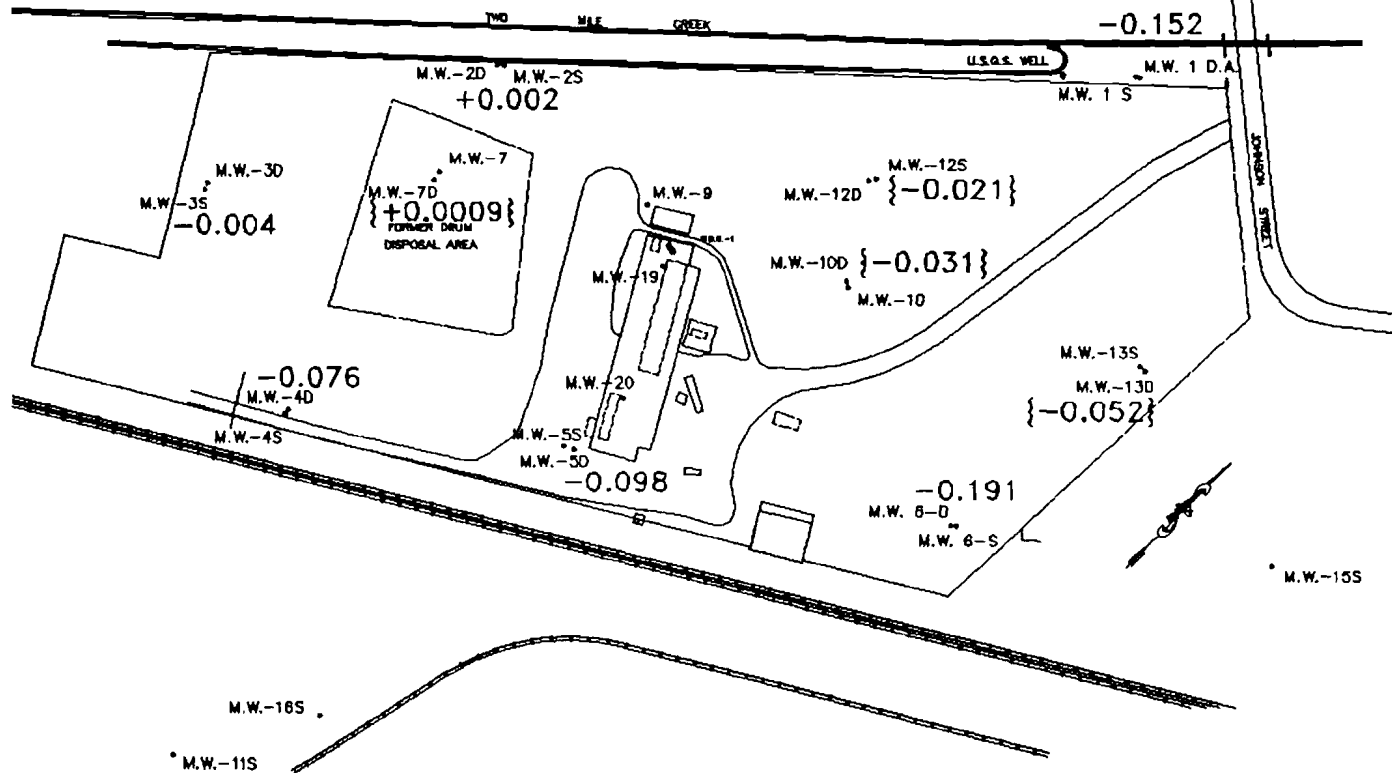 TWO MILE CREEK
-0.152
U.S.G.S. WELL
M.W. 1 D.A.
M.W. 1 S
M.W.-2D
M.W.-2S
+0.002
M.W.-7
M.W.-3D
M.W.-7D
M.W.-3S
-0.004
{+0.0009}
FORMER DRUM
DISPOSAL AREA
M.W.-9
M.W.-12S
M.W.-12D
{-0.021}
JOHNSON STREET
M.W.-10D
{-0.031}
M.W.-19
M.W.-10
M.W.-13S
M.W.-13D
{-0.052}
-0.076
M.W.-4D
M.W.-4S
M.W.-20
M.W.-5S
M.W.-5D
-0.098
-0.191
M.W. 6-D
M.W. 6-S
M.W.-15S
M.W.-16S
M.W.-11S